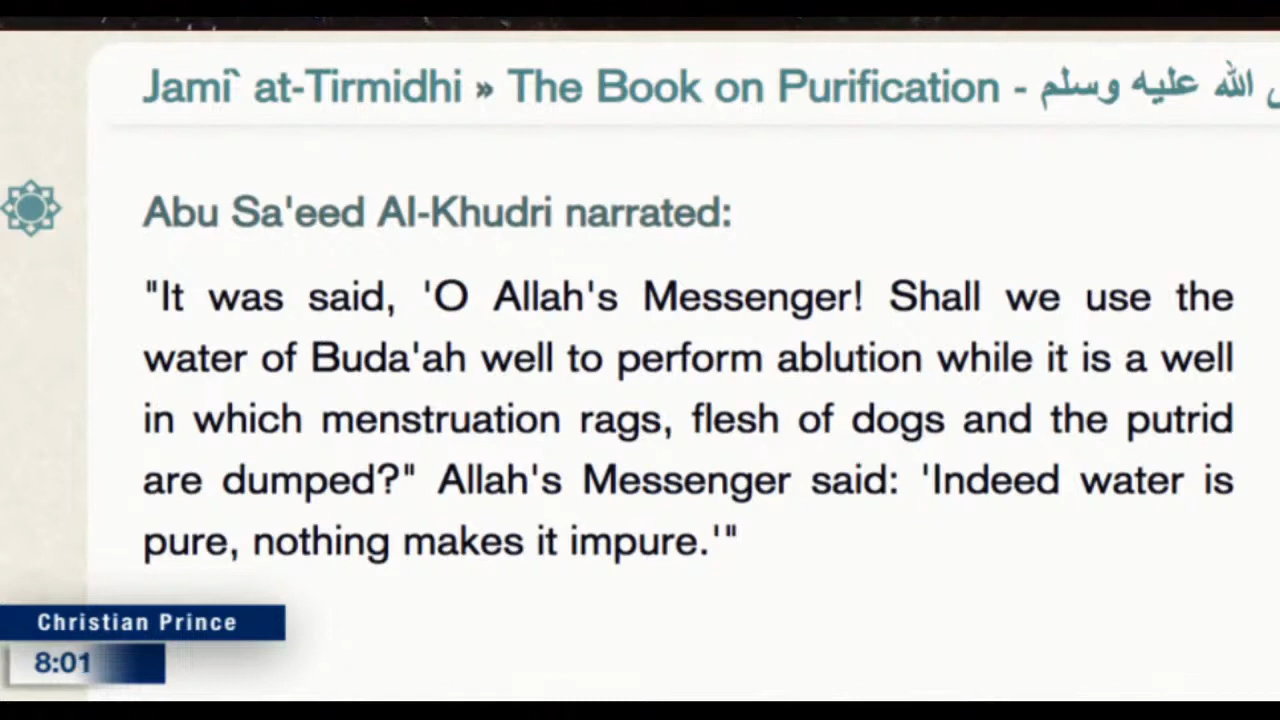 Jami` at-Tirmidhi » The Book on Purification - الله عليه وسلم
Abu Sa'eed Al-Khudri narrated:
"It was said, 'O Allah's Messenger! Shall we use the
water of Buda'ah well to perform ablution while it is a well
in which menstruation rags, flesh of dogs and the putrid
are dumped?" Allah's Messenger said: 'Indeed water is
pure, nothing makes it impure.'"
Christian Prince
8:01